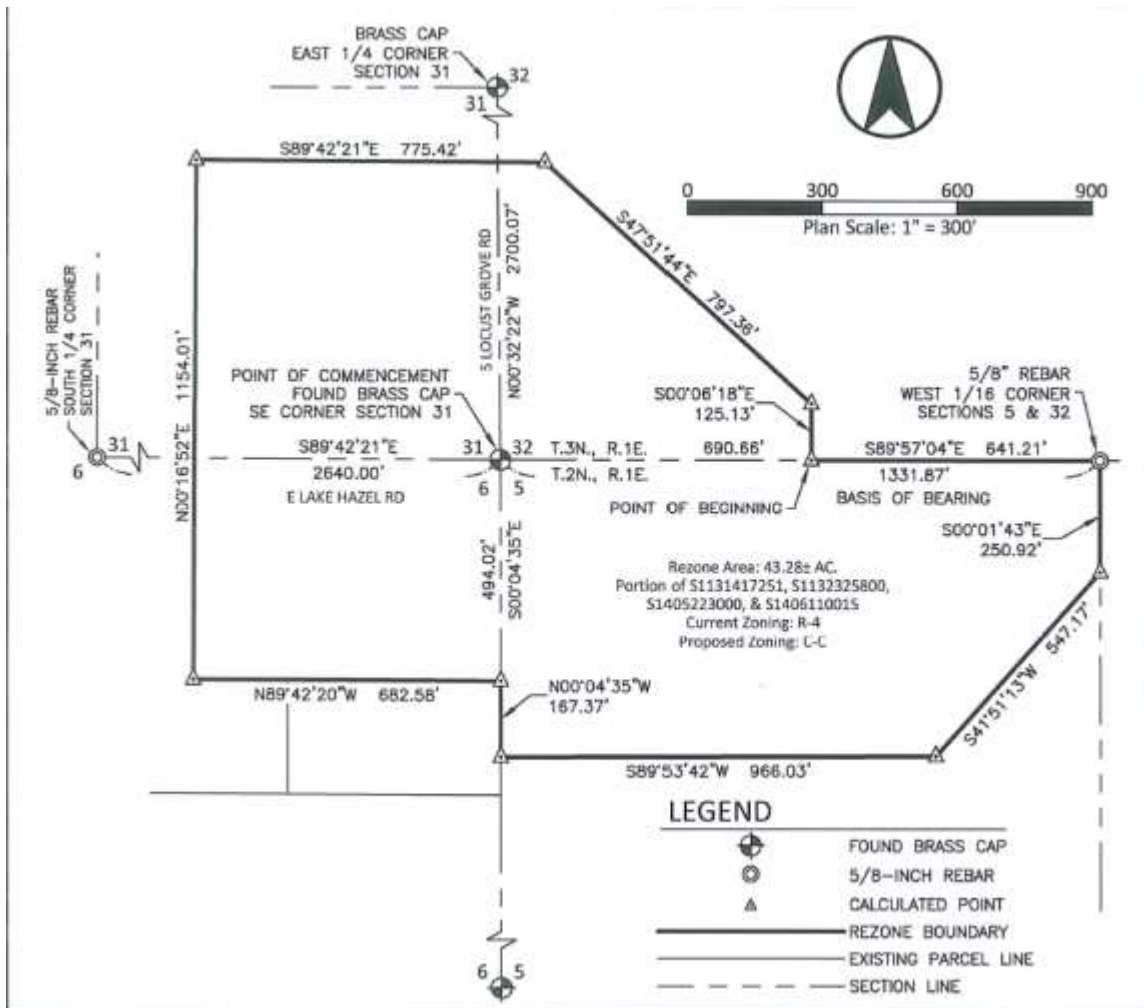 BRASS CAP
EAST 1/4 CORNER
SECTION 31
32
31
S89°42'21"E 775.42'
0 300 600 900
Plan Scale: 1" = 300'
S47°51'44"E 797.36'
S LOCUST GROVE RD
N00°32'22"W 2700.07'
5/8-INCH REBAR
SOUTH 1/4 CORNER
SECTION 31
N00°16'52"E 1154.01'
POINT OF COMMENCEMENT
FOUND BRASS CAP
SE CORNER SECTION 31
S00°06'18"E
125.13'
5/8" REBAR
WEST 1/16 CORNER
SECTIONS 5 & 32
31
6
S89°42'21"E
2640.00'
E LAKE HAZEL RD
31 32
6 5
T.3N., R.1E.
T.2N., R.1E.
690.66'
S89°57'04"E 641.21'
1331.87'
BASIS OF BEARING
POINT OF BEGINNING
S00°01'43"E
250.92'
494.02'
S00°04'35"E
Rezone Area: 43.28± AC.
Portion of S1131417251, S1132325800,
S1405223000, & S1406110015
Current Zoning: R-4
Proposed Zoning: C-C
S41°51'13"W 547.17'
N89°42'20"W 682.58'
N00°04'35"W
167.37'
S89°53'42"W 966.03'
LEGEND
FOUND BRASS CAP
5/8-INCH REBAR
CALCULATED POINT
REZONE BOUNDARY
EXISTING PARCEL LINE
SECTION LINE
6 5